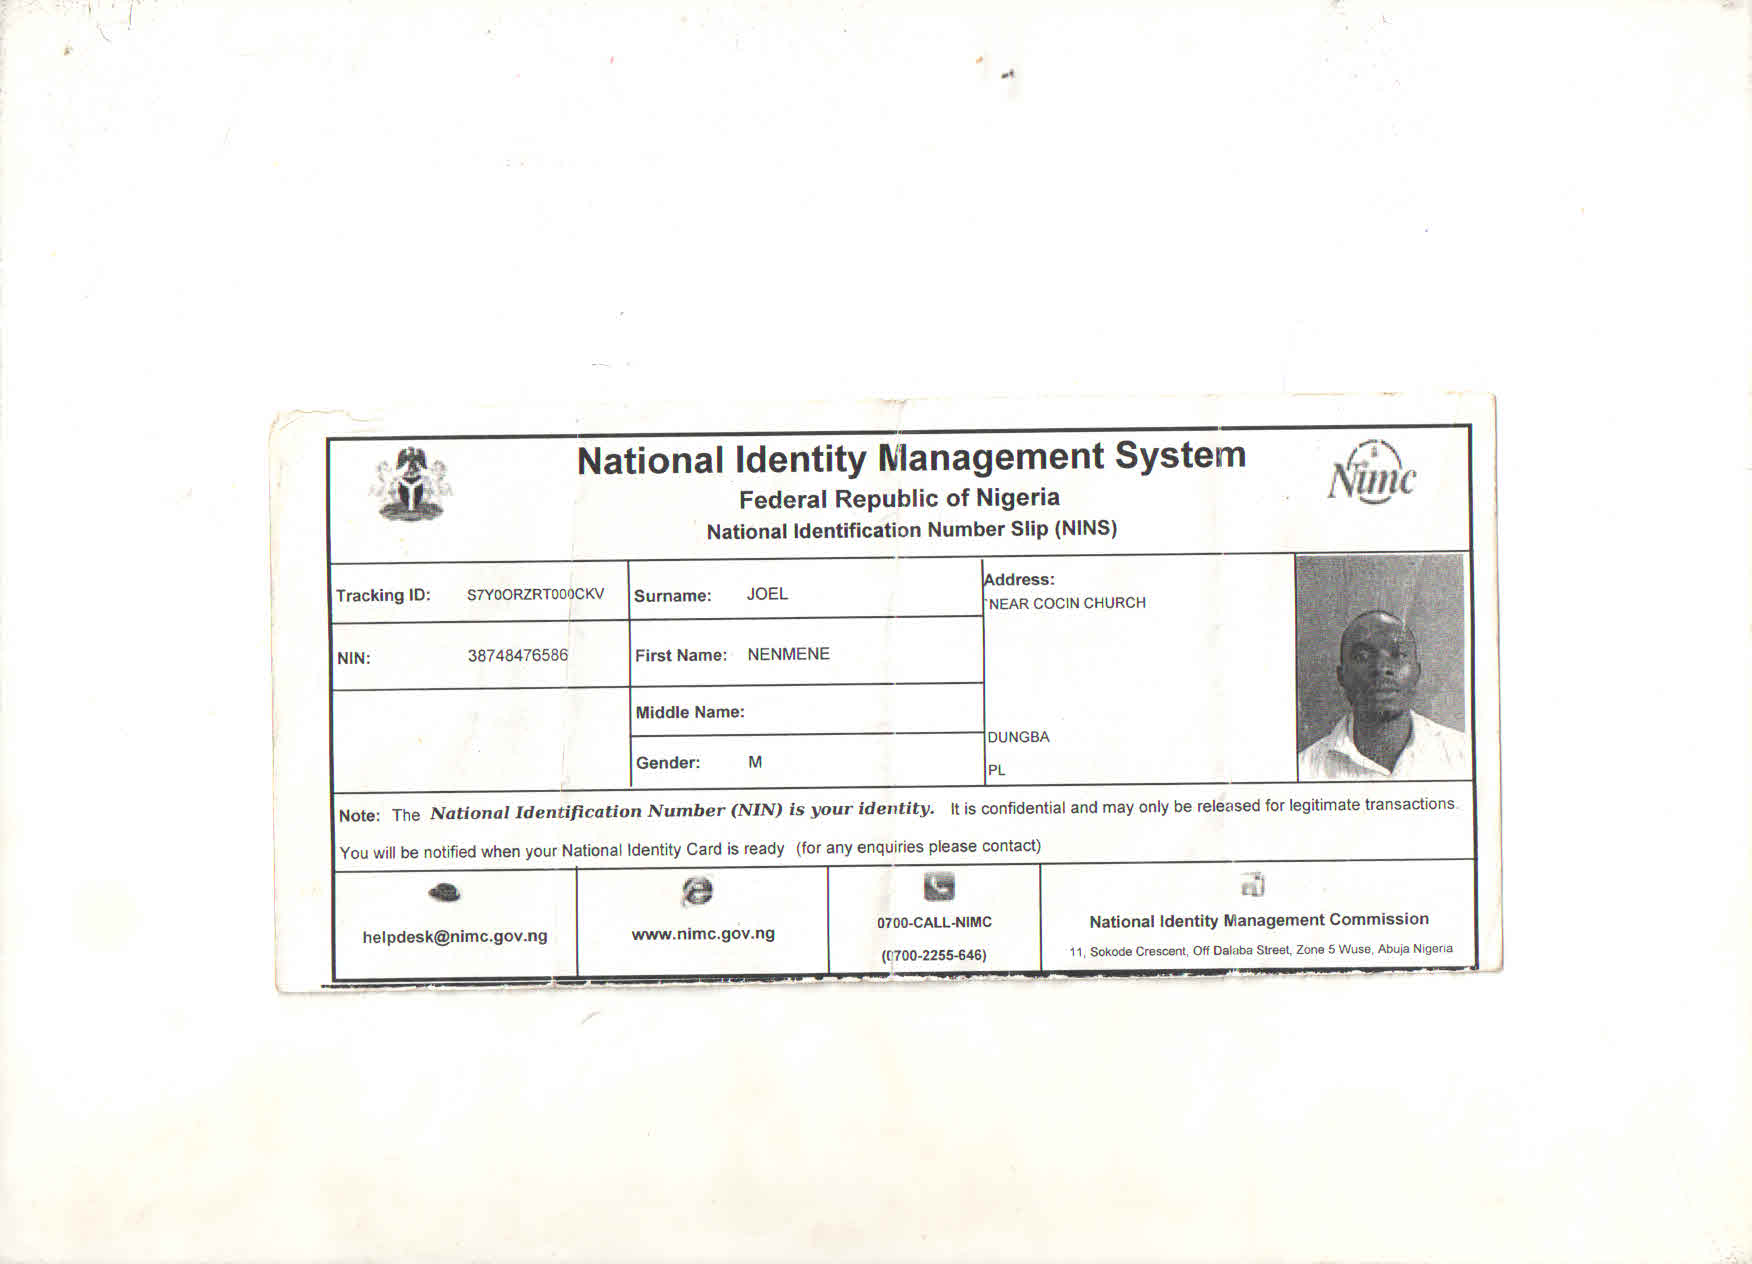 National Identity Management System
Federal Republic of Nigeria
National Identification Number Slip (NINS)
Nimc
Tracking ID: S7Y0ORZRT000CKV
Surname: JOEL
Address:
NEAR COCIN CHURCH
NIN: 38748476586
First Name: NENMENE
Middle Name:
DUNGBA
Gender: M
PL
Note: The National Identification Number (NIN) is your identity. It is confidential and may only be released for legitimate transactions.
You will be notified when your National Identity Card is ready (for any enquiries please contact)
helpdesk@nimc.gov.ng
www.nimc.gov.ng
0700-CALL-NIMC
(0700-2255-646)
National Identity Management Commission
11, Sokode Crescent, Off Dalaba Street, Zone 5 Wuse, Abuja Nigeria